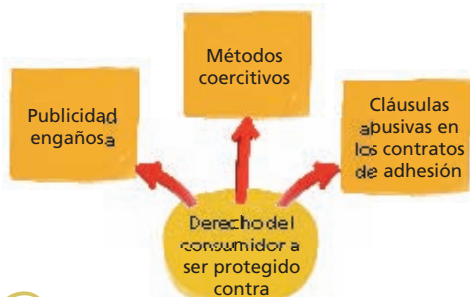 Métodos
coercitivos
Publicidad
engañosa
Cláusulas
abusivas en
los contratos
de adhesión
Derecho del
consumidor a
ser protegido
contra